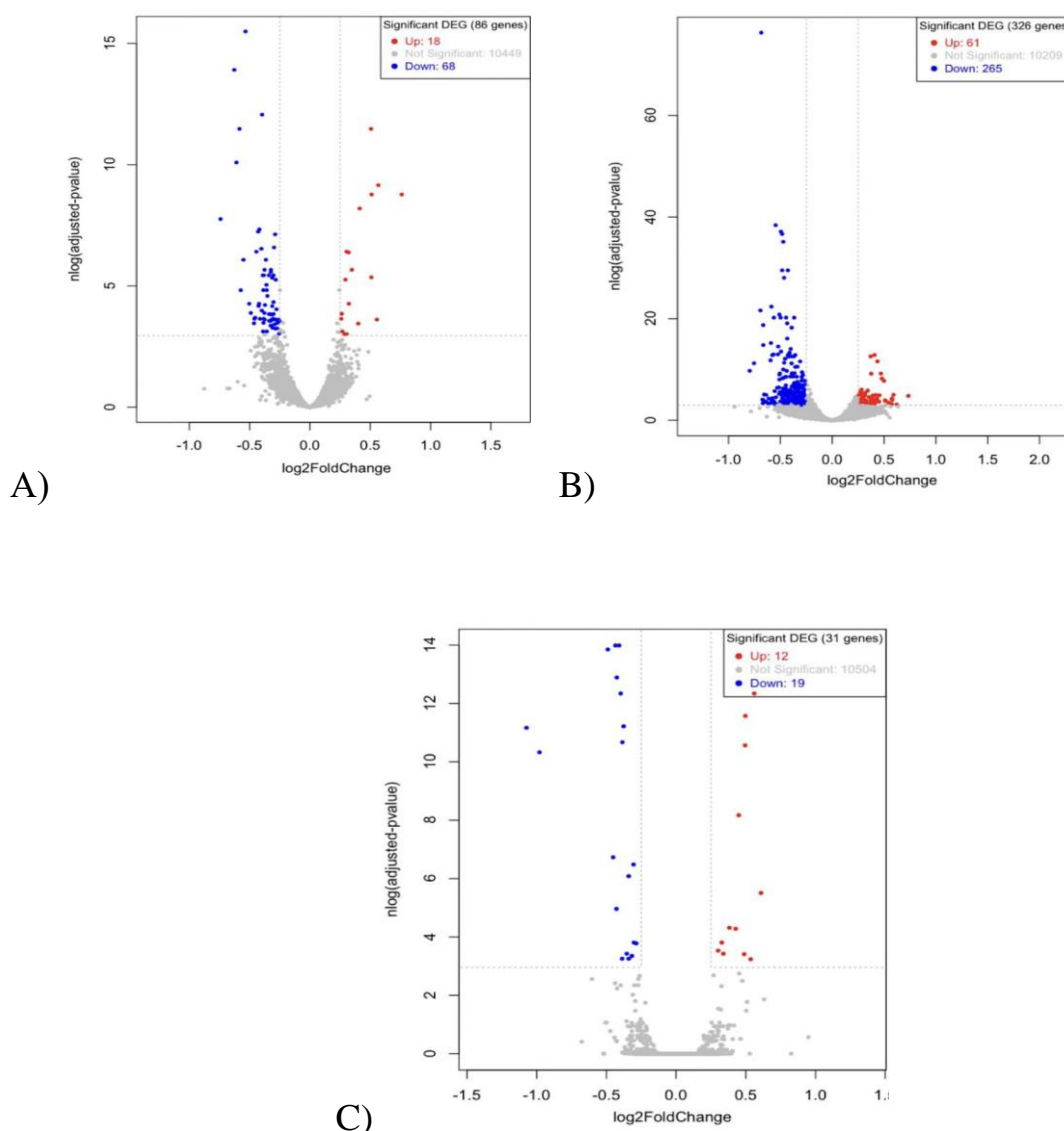 Significant DEG (86 genes)
Up: 18
Not Significant: 10449
Down: 68
15
10
5
0
nlog(adjusted-pvalue)
-1.0 -0.5 0.0 0.5 1.0 1.5
log2FoldChange
A)
Significant DEG (326 genes
Up: 61
Not Significant: 10209
Down: 265
60
40
20
0
nlog(adjusted-pvalue)
-1.0 -0.5 0.0 0.5 1.0 1.5 2.0
log2FoldChange
B)
Significant DEG (31 genes)
Up: 12
Not Significant: 10504
Down: 19
14
12
10
8
6
4
2
0
nlog(adjusted-pvalue)
-1.5 -1.0 -0.5 0.0 0.5 1.0 1.5
log2FoldChange
C)